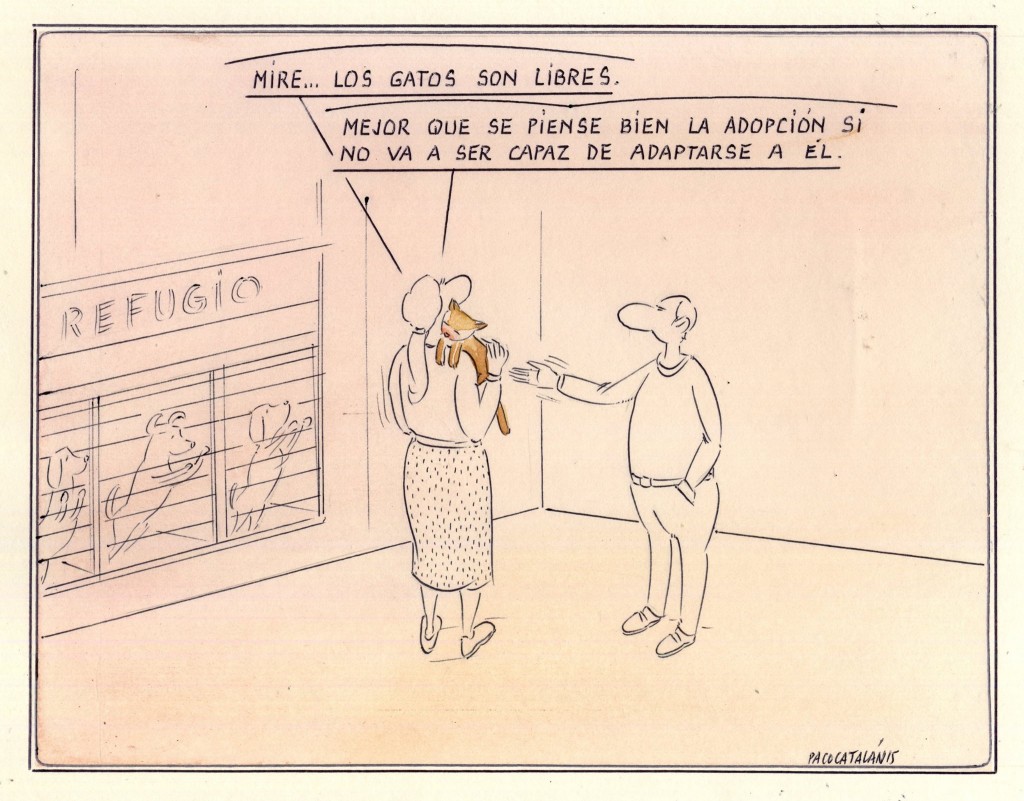 MIRE... LOS GATOS SON LIBRES.
MEJOR QUE SE PIENSE BIEN LA ADOPCIÓN SI
NO VA A SER CAPAZ DE ADAPTARSE A ÉL.
REFUGIO
PACOCATALÁN15